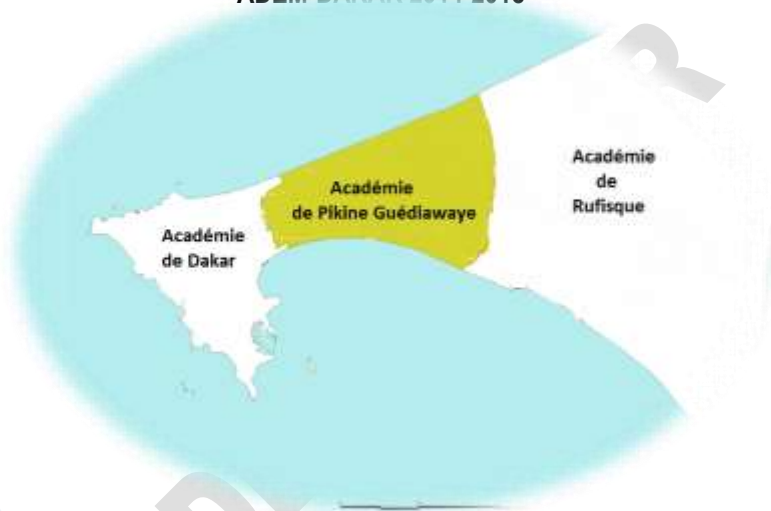 Académie
de Pikine Guédiawaye
Académie
de
Rufisque
Académie
de Dakar